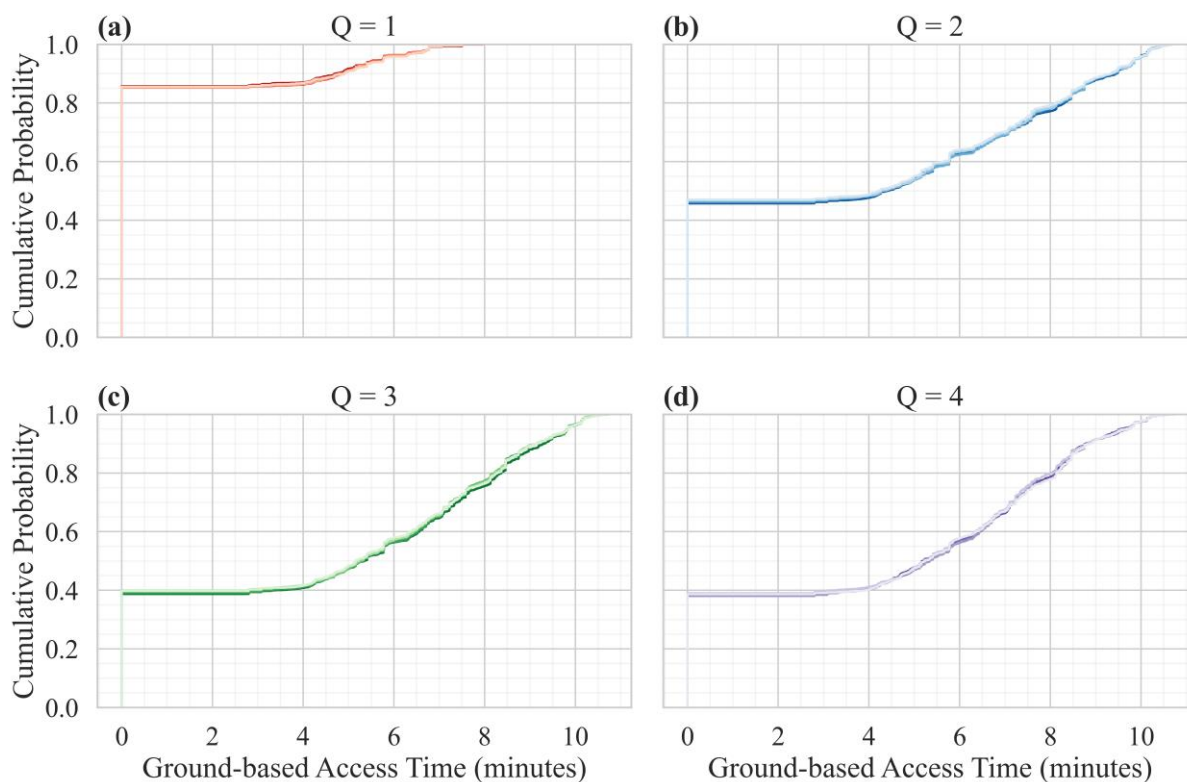 (a) Q = 1
(b) Q = 2
Cumulative Probability
1.0
0.8
0.6
0.4
0.2
0.0
(c) Q = 3
(d) Q = 4
Cumulative Probability
1.0
0.8
0.6
0.4
0.2
0.0
0 2 4 6 8 10
0 2 4 6 8 10
Ground-based Access Time (minutes)
Ground-based Access Time (minutes)